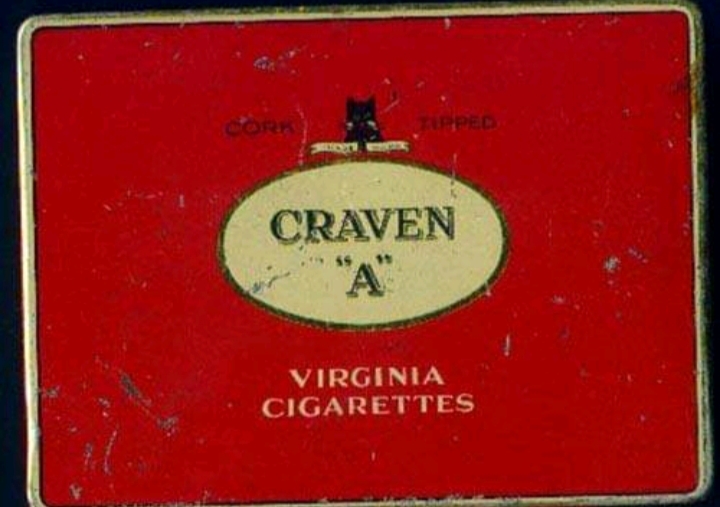 CORK TIPPED
CRAVEN
"A"
VIRGINIA
CIGARETTES